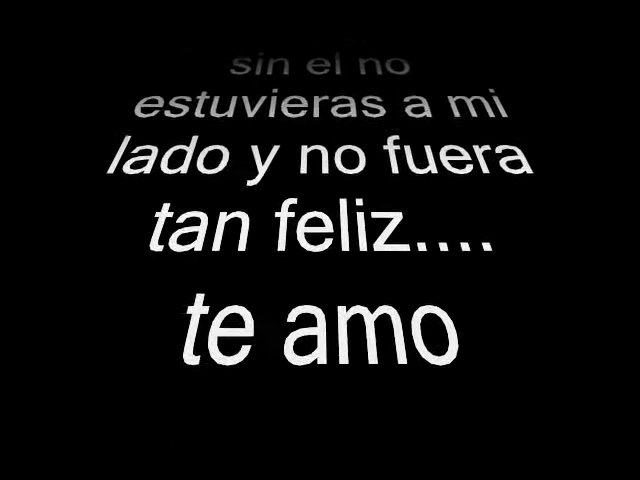 sin el no
estuvieras a mi
lado y no fuera
tan feliz....
te amo